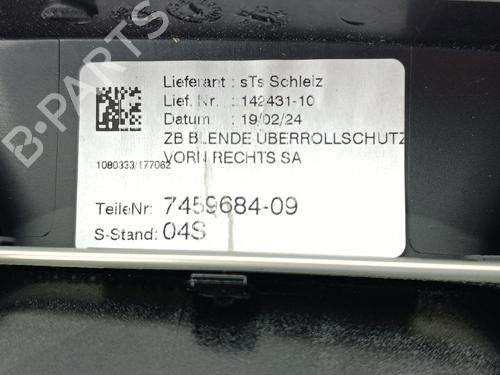 Lieferant : sTs Schleiz
Lief. Nr. : 142431-10
Datum : 19/02/24
ZB BLENDE ÜBERROLLSCHUTZ
VORN RECHTS SA
1080333/177062
TeileNr: 7459684-09
S-Stand: 04S
B-PARTS